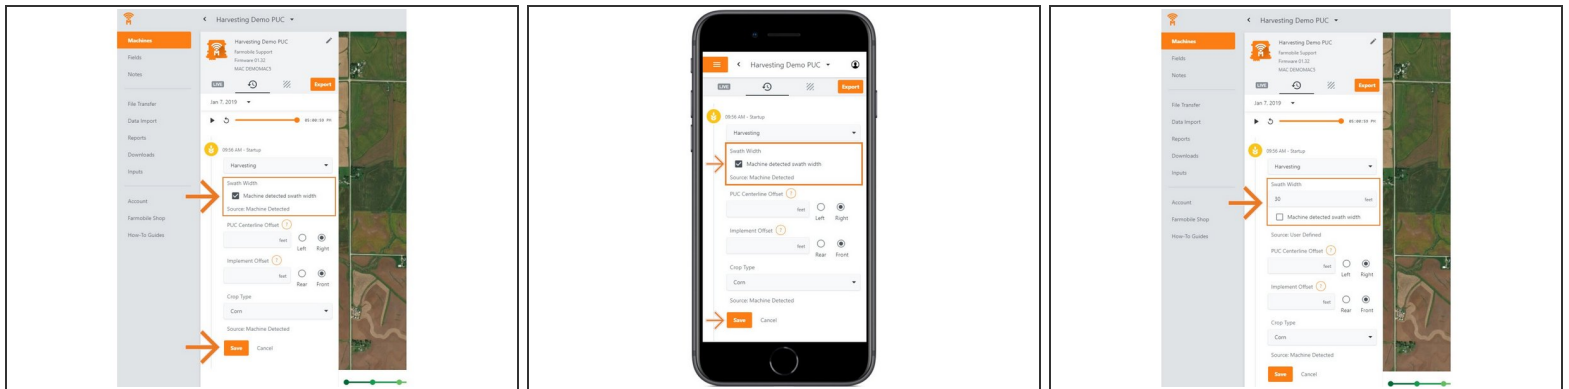 Harvesting Demo PUC
Machines
Fields
Notes
File Transfer
Data Import
Reports
Downloads
Inputs
Account
Farmobile Shop
How-To Guides
Harvesting Demo PUC
Farmobile Support
Firmware 01.32
MAC DEMOMAC5
LIVE
Export
Jan 7, 2019
05:00:59 PM
09:56 AM - Startup
Harvesting
Swath Width
Machine detected swath width
Source: Machine Detected
PUC Centerline Offset ?
feet
Left Right
Implement Offset ?
feet
Rear Front
Crop Type
Corn
Source: Machine Detected
Save Cancel
Harvesting Demo PUC
LIVE
Export
09:56 AM - Startup
Harvesting
Swath Width
Machine detected swath width
Source: Machine Detected
PUC Centerline Offset ?
feet
Left Right
Implement Offset ?
feet
Rear Front
Crop Type
Corn
Source: Machine Detected
Save Cancel
Harvesting Demo PUC
Machines
Fields
Notes
File Transfer
Data Import
Reports
Downloads
Inputs
Account
Farmobile Shop
How-To Guides
Harvesting Demo PUC
Farmobile Support
Firmware 01.32
MAC DEMOMAC5
LIVE
Export
Jan 7, 2019
05:00:59 PM
09:56 AM - Startup
Harvesting
Swath Width
30 feet
Machine detected swath width
Source: User Defined
PUC Centerline Offset ?
feet
Left Right
Implement Offset ?
feet
Rear Front
Crop Type
Corn
Source: Machine Detected
Save Cancel